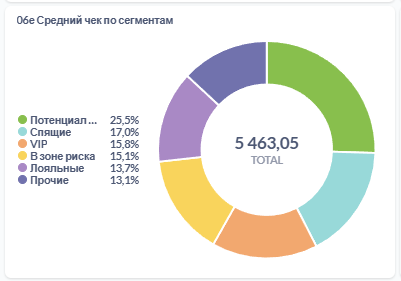 06e Средний чек по сегментам
Потенциал ... 25,5%
Спящие 17,0%
VIP 15,8%
В зоне риска 15,1%
Лояльные 13,7%
Прочие 13,1%
5 463,05
TOTAL